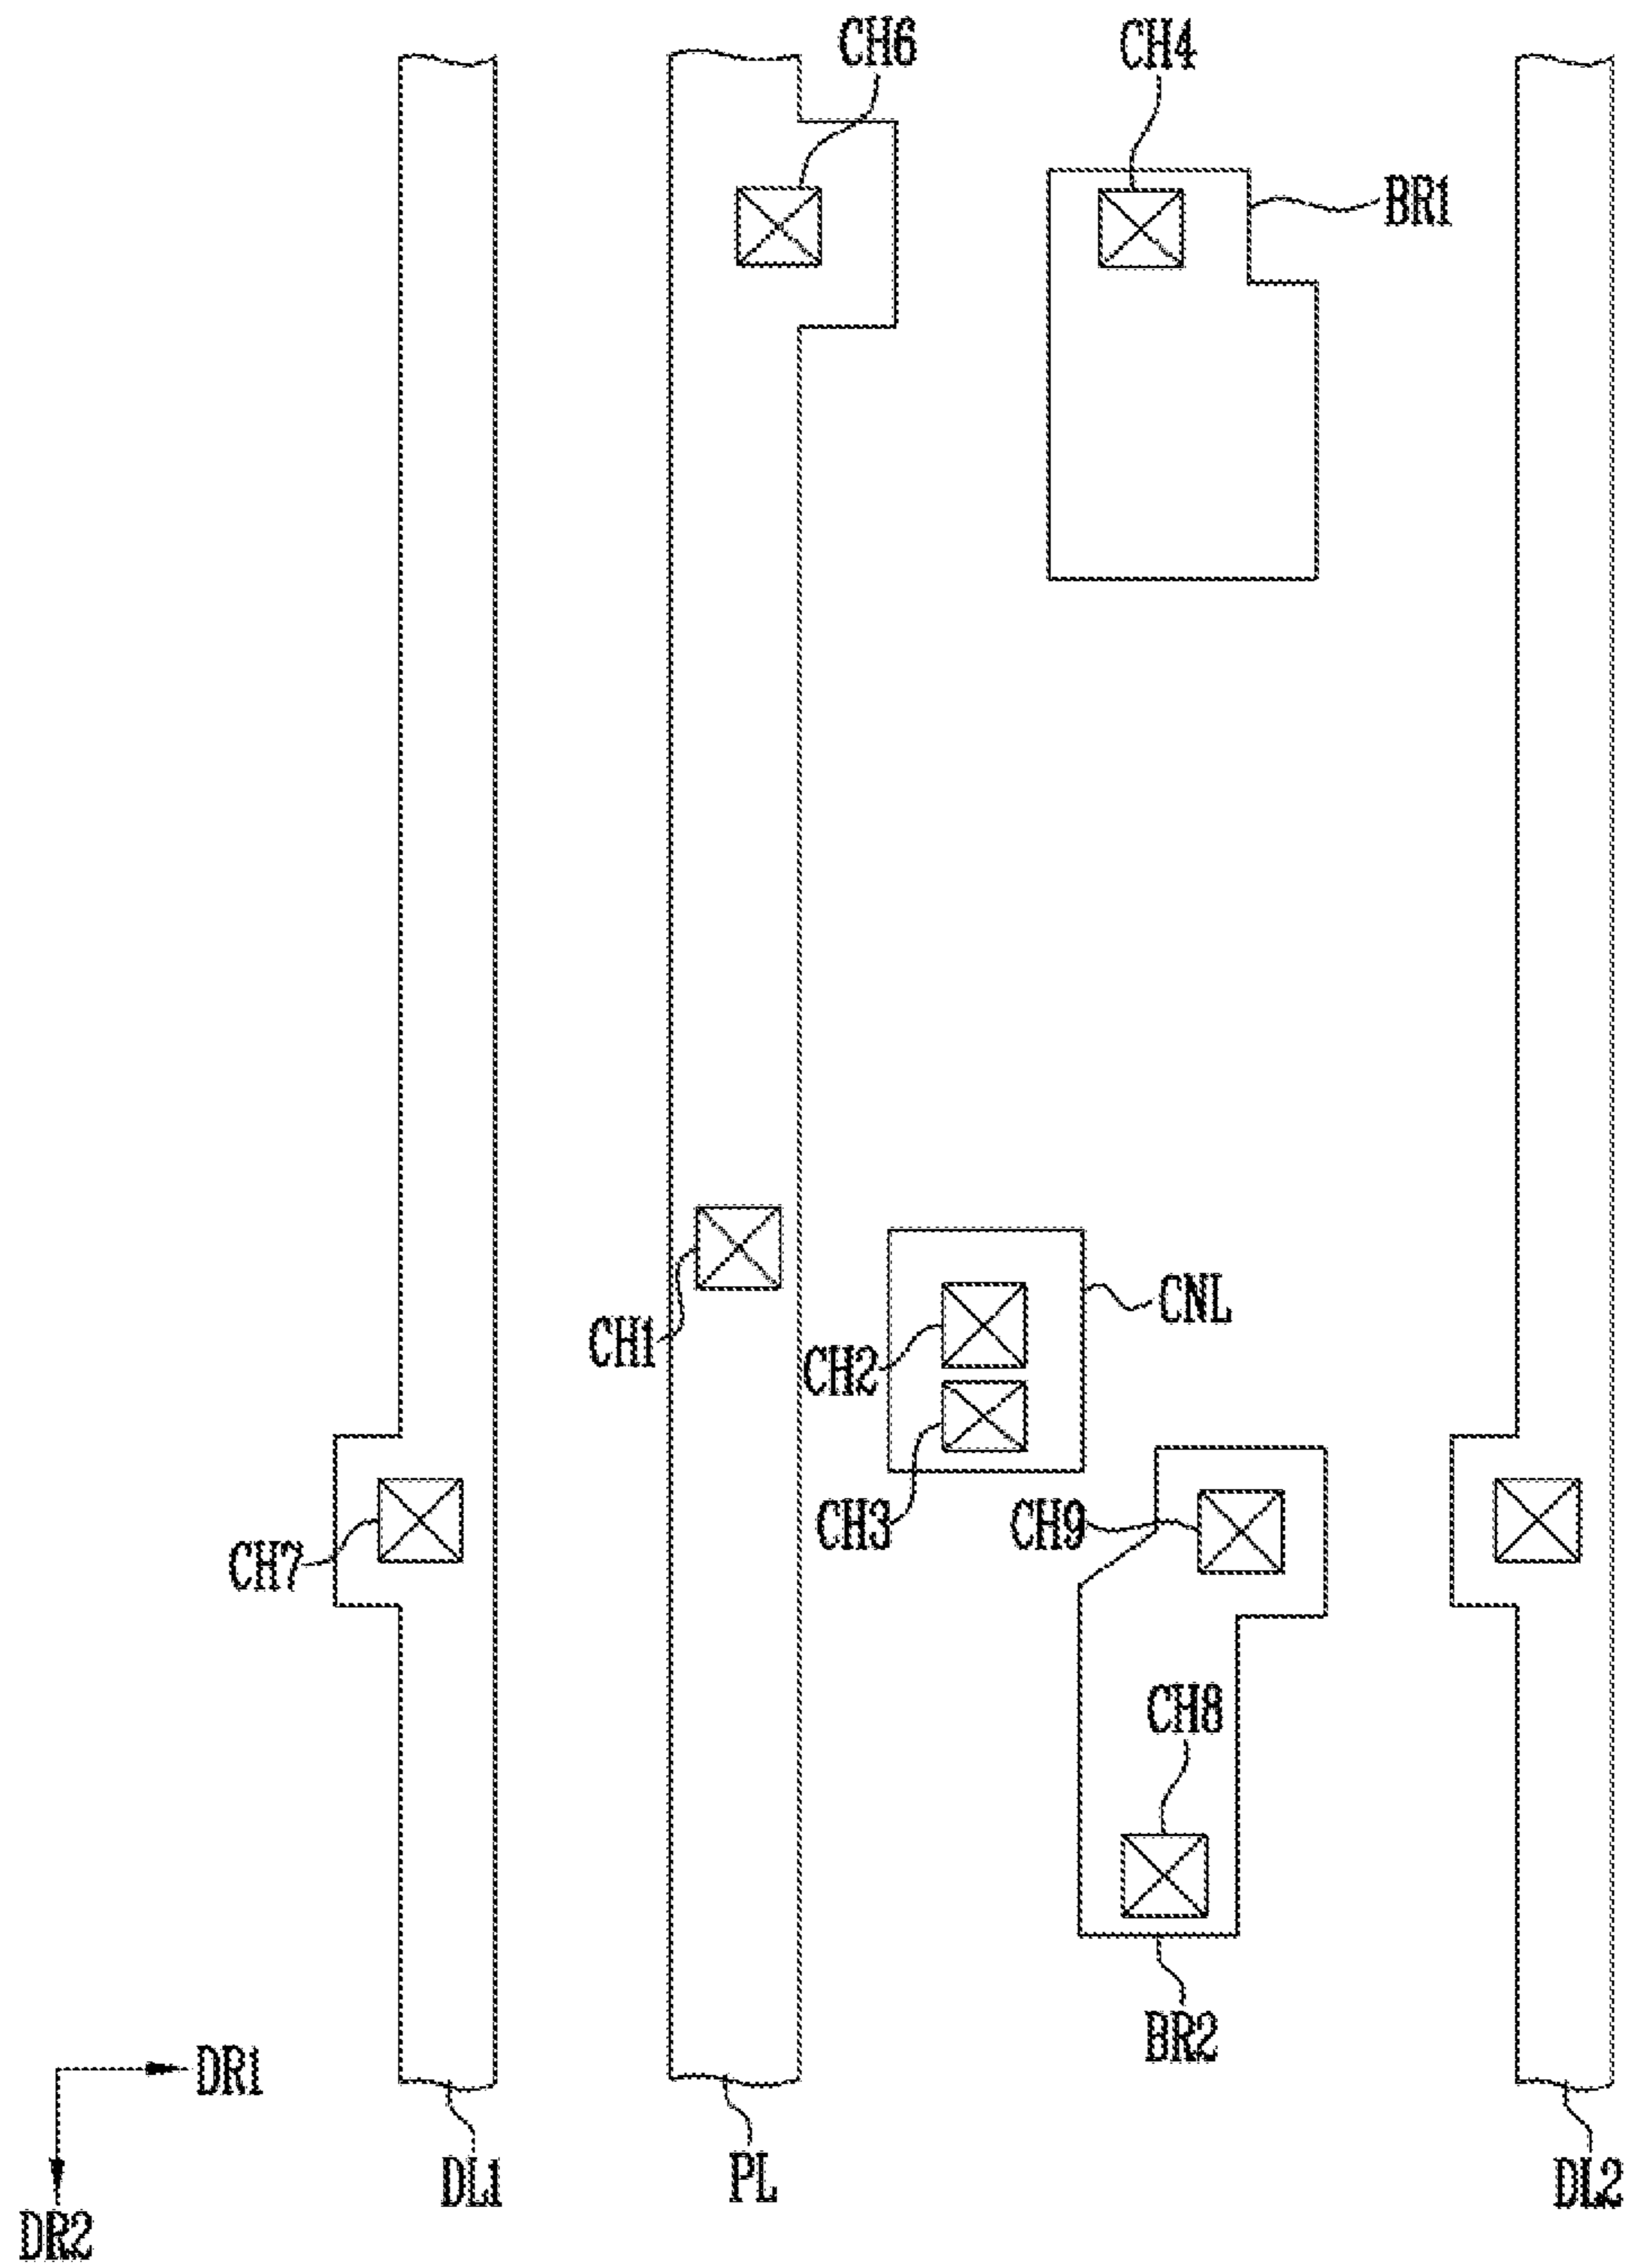 CH6
CH4
BR1
CH1
CH2
CNL
CH3
CH9
CH7
CH8
BR2
DR1
DL1
PL
DL2
DR2